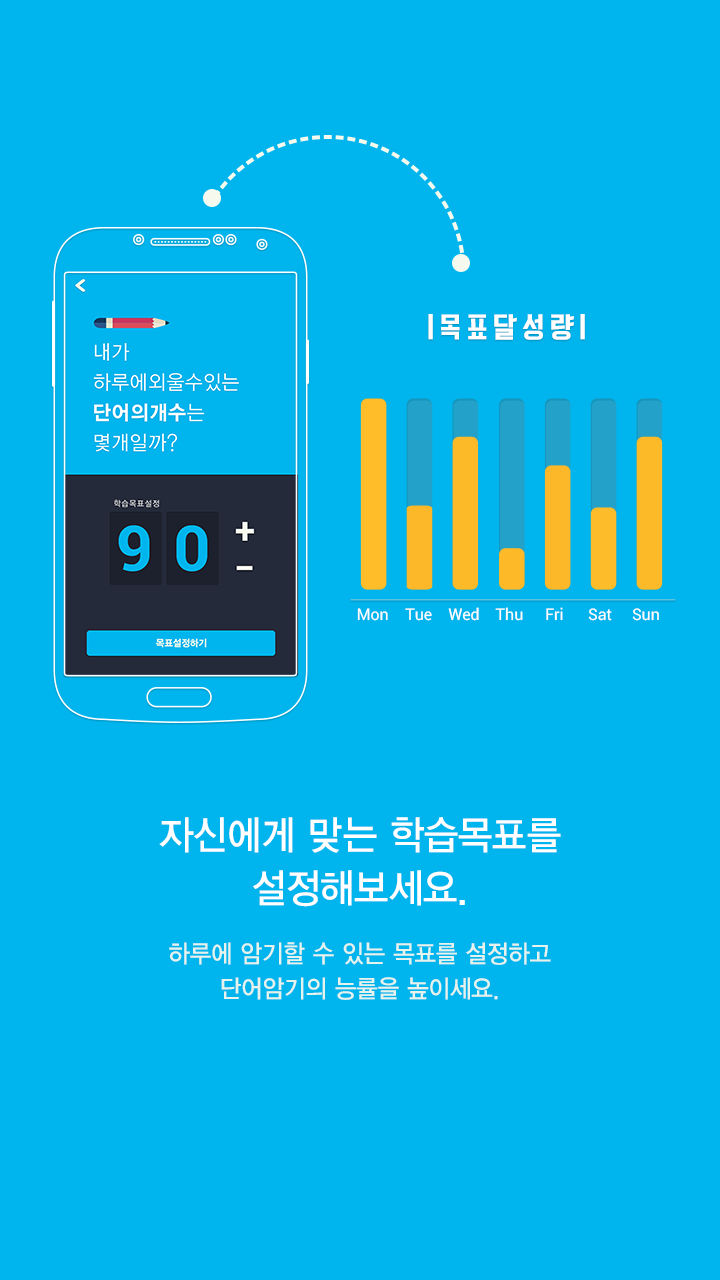 내가
하루에외울수있는
단어의개수는
몇개일까?
학습목표설정
90
+
−
목표설정하기
|목표달성량|
Mon Tue Wed Thu Fri Sat Sun
자신에게 맞는 학습목표를
설정해보세요.
하루에 암기할 수 있는 목표를 설정하고
단어암기의 능률을 높이세요.